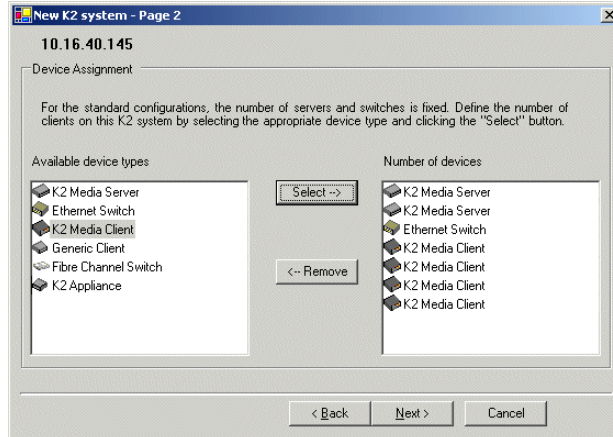 New K2 system - Page 2
10.16.40.145
Device Assignment
For the standard configurations, the number of servers and switches is fixed. Define the number of
clients on this K2 system by selecting the appropriate device type and clicking the "Select" button.
Available device types
Number of devices
K2 Media Server
Ethernet Switch
K2 Media Client
Generic Client
Fibre Channel Switch
K2 Appliance
Select -->
<-- Remove
K2 Media Server
K2 Media Server
Ethernet Switch
K2 Media Client
K2 Media Client
K2 Media Client
K2 Media Client
< Back
Next >
Cancel